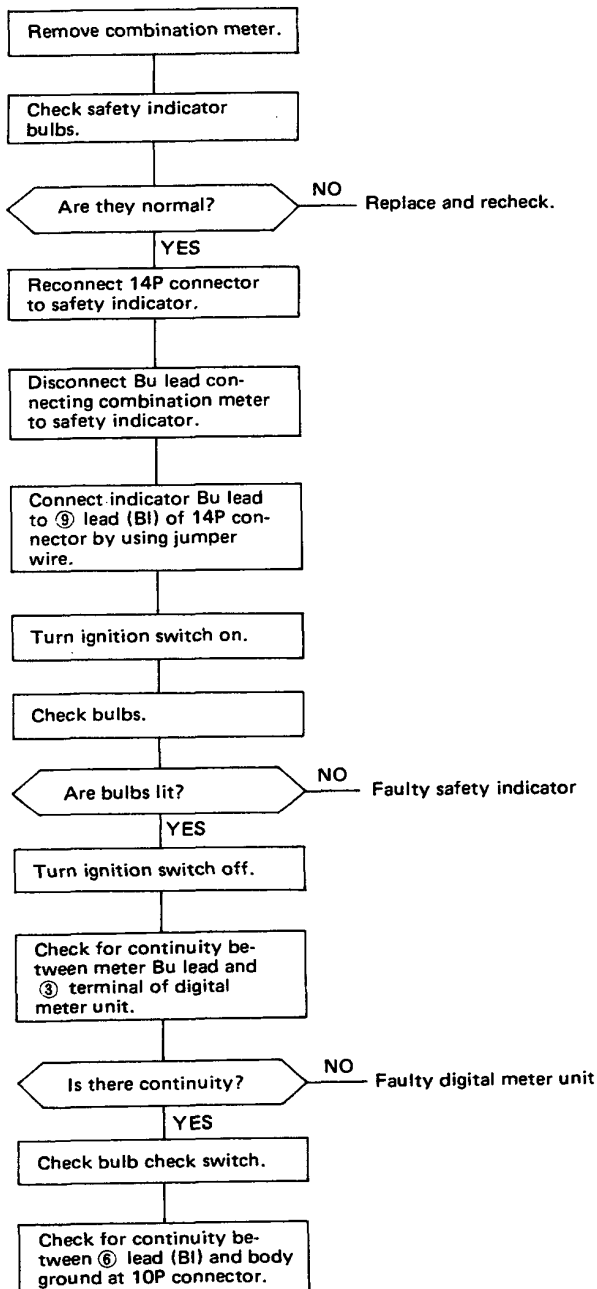 Remove combination meter.
Check safety indicator
bulbs.
Are they normal?
NO
Replace and recheck.
YES
Reconnect 14P connector
to safety indicator.
Disconnect Bu lead con-
necting combination meter
to safety indicator.
Connect indicator Bu lead
to ⑨ lead (Bl) of 14P con-
nector by using jumper
wire.
Turn ignition switch on.
Check bulbs.
Are bulbs lit?
NO
Faulty safety indicator
YES
Turn ignition switch off.
Check for continuity be-
tween meter Bu lead and
③ terminal of digital
meter unit.
Is there continuity?
NO
Faulty digital meter unit
YES
Check bulb check switch.
Check for continuity be-
tween ⑥ lead (Bl) and body
ground at 10P connector.